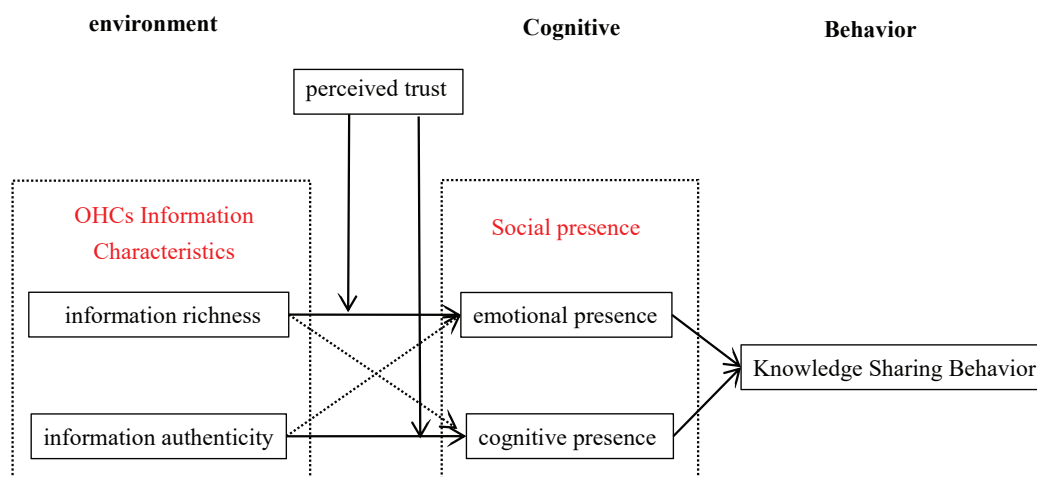 environment
Cognitive
Behavior
perceived trust
OHCs Information
Characteristics
Social presence
information richness
emotional presence
Knowledge Sharing Behavior
information authenticity
cognitive presence